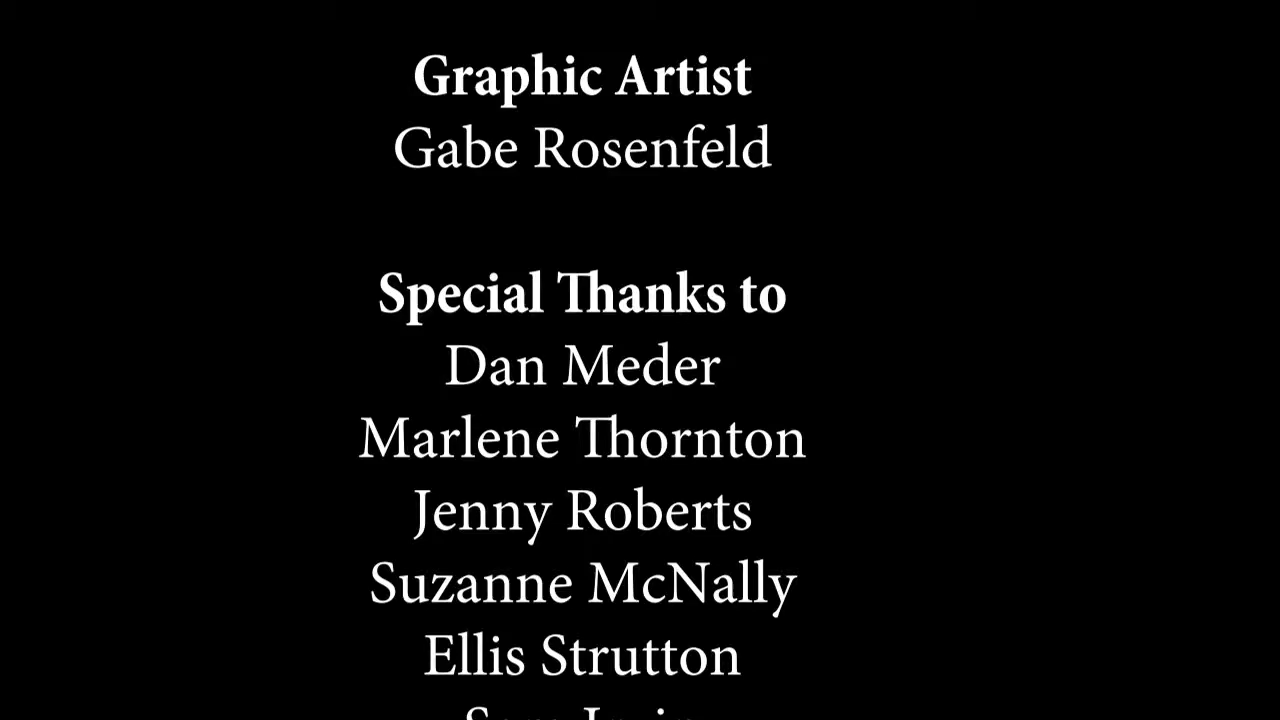 Graphic Artist
Gabe Rosenfeld
Special Thanks to
Dan Meder
Marlene Thornton
Jenny Roberts
Suzanne McNally
Ellis Strutton